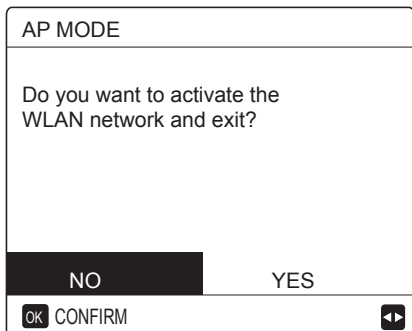 AP MODE
Do you want to activate the
WLAN network and exit?
NO YES
OK CONFIRM